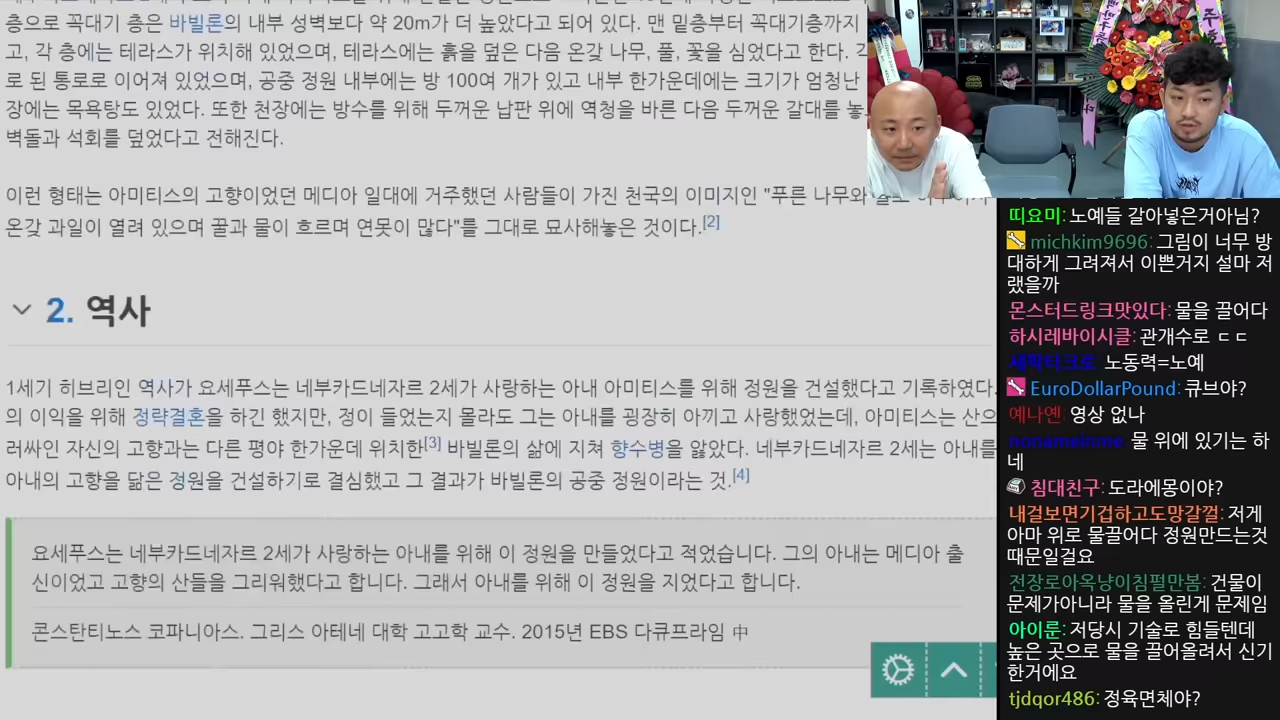 층으로 꼭대기 층은 바빌론의 내부 성벽보다 약 20m가 더 높았다고 되어 있다. 맨 밑층부터 꼭대기층까지
고, 각 층에는 테라스가 위치해 있었으며, 테라스에는 흙을 덮은 다음 온갖 나무, 풀, 꽃을 심었다고 한다.
로 된 통로로 이어져 있었으며, 공중 정원 내부에는 방 100여 개가 있고 내부 한가운데에는 크기가 엄청난
장에는 목욕탕도 있었다. 또한 천장에는 방수를 위해 두꺼운 납판 위에 역청을 바른 다음 두꺼운 갈대를
벽돌과 석회를 덮었다고 전해진다.
이런 형태는 아미티스의 고향이었던 메디아 일대에 거주했던 사람들이 가진 천국의 이미지인 "푸른 나무와
온갖 과일이 열려 있으며 꿀과 물이 흐르며 연못이 많다"를 그대로 묘사해놓은 것이다.[2]
2. 역사
1세기 히브리인 역사가 요세푸스는 네부카드네자르 2세가 사랑하는 아내 아미티스를 위해 정원을 건설했다고 기록하였다.
의 이익을 위해 정략결혼을 하긴 했지만, 정이 들었는지 몰라도 그는 아내를 굉장히 아끼고 사랑했었는데, 아미티스는 산으
러싸인 자신의 고향과는 다른 평야 한가운데 위치한[3] 바빌론의 삶에 지쳐 향수병을 앓았다. 네부카드네자르 2세는 아내를
아내의 고향을 닮은 정원을 건설하기로 결심했고 그 결과가 바빌론의 공중 정원이라는 것.[4]
요세푸스는 네부카드네자르 2세가 사랑하는 아내를 위해 이 정원을 만들었다고 적었습니다. 그의 아내는 메디아 출
신이었고 고향의 산들을 그리워했다고 합니다. 그래서 아내를 위해 이 정원을 지었다고 합니다.
콘스탄티노스 코파니아스. 그리스 아테네 대학 고고학 교수. 2015년 EBS 다큐프라임 中
띠요미: 노예들 갈아넣은거아님?
michkim9696: 그림이 너무 방
대하게 그려져서 이쁜거지 설마 저
랬을까
몬스터드링크맛있다: 물을 끌어다
하시레바이시클: 관개수로 ㄷㄷ
새팍타크로: 노동력=노예
EuroDollarPound: 큐브야?
예나옌: 영상 없나
nonameinme: 물 위에 있기는 하
네
침대친구: 도라에몽이야?
내걸보면기겁하고도망갈껄: 저게
아마 위로 물끌어다 정원만드는것
때문일걸요
전장로아옥냥이침펄만봄: 건물이
문제가아니라 물을 올린게 문제임
아이룬: 저당시 기술로 힘들텐데
높은 곳으로 물을 끌어올려서 신기
한거에요
tjdqor486: 정육면체야?